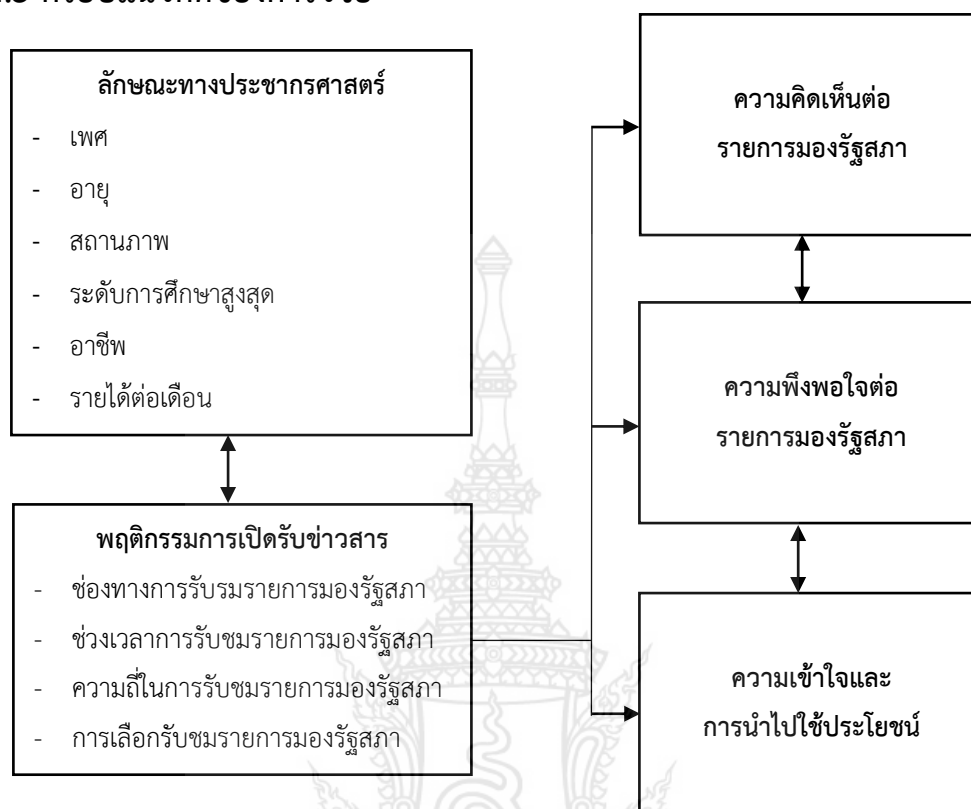 ลักษณะทางประชากรศาสตร์
- เพศ
- อายุ
- สถานภาพ
- ระดับการศึกษาสูงสุด
- อาชีพ
- รายได้ต่อเดือน
พฤติกรรมการเปิดรับข่าวสาร
- ช่องทางการรับรมรายการมองรัฐสภา
- ช่วงเวลาการรับชมรายการมองรัฐสภา
- ความถี่ในการรับชมรายการมองรัฐสภา
- การเลือกรับชมรายการมองรัฐสภา
ความคิดเห็นต่อ
รายการมองรัฐสภา
ความพึงพอใจต่อ
รายการมองรัฐสภา
ความเข้าใจและ
การนำไปใช้ประโยชน์